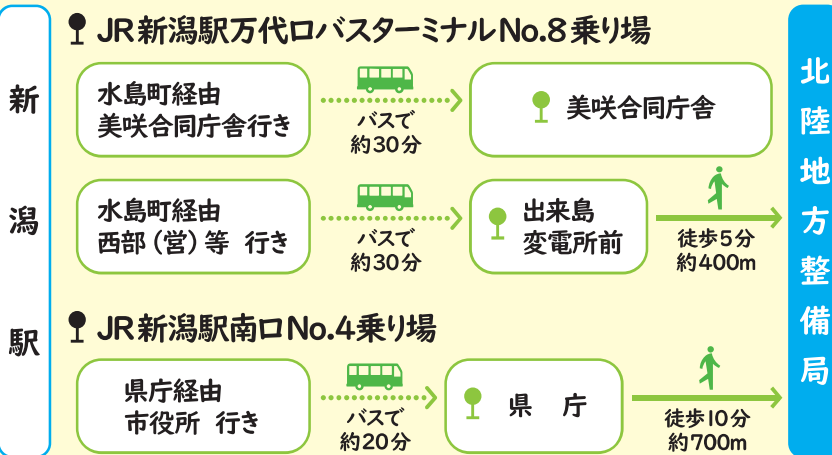 新潟駅
JR新潟駅万代口バスターミナルNo.8乗り場
水島町経由
美咲合同庁舎行き
バスで
約30分
美咲合同庁舎
水島町経由
西部（営）等 行き
バスで
約30分
出来島
変電所前
徒歩5分
約400m
JR新潟駅南口No.4乗り場
県庁経由
市役所 行き
バスで
約20分
県 庁
徒歩10分
約700m
北陸地方整備局